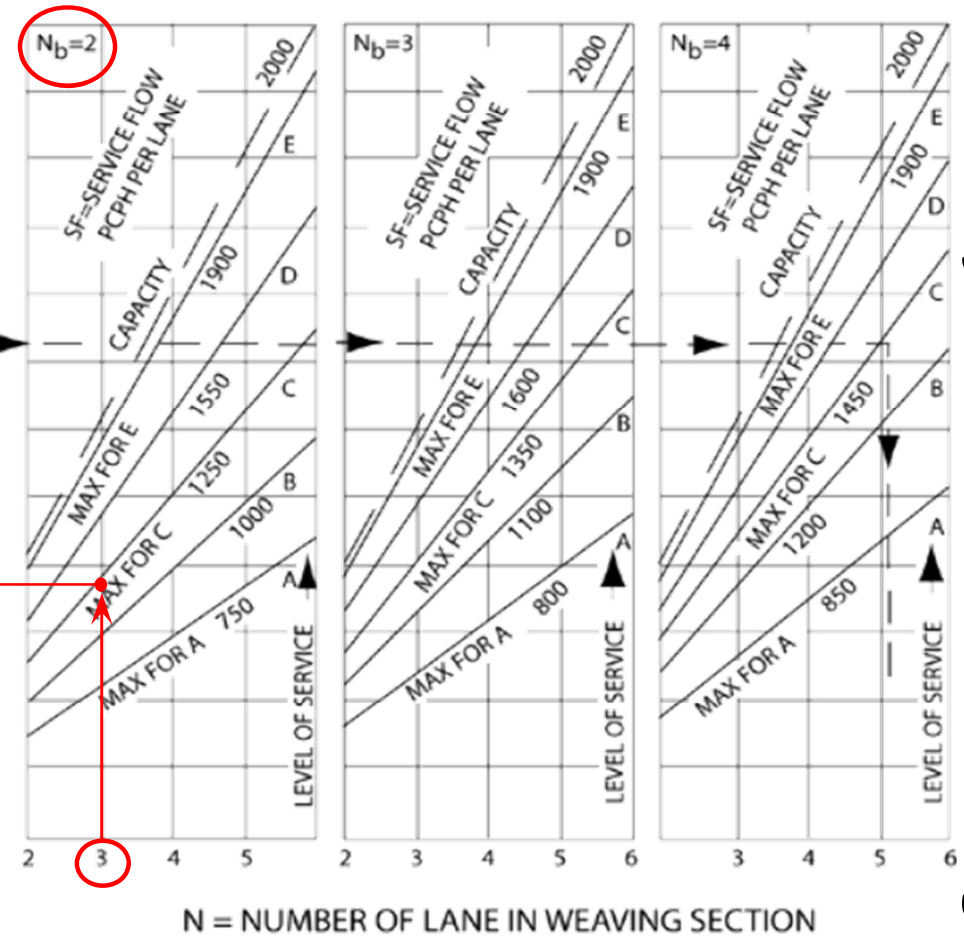 Nb=2
SF=SERVICE FLOW
PCPH PER LANE
CAPACITY
2000
E
1900
D
MAX FOR E
1550
C
1250
B
MAX FOR C
1000
A
750
MAX FOR A
LEVEL OF SERVICE
2 3 4 5
Nb=3
SF=SERVICE FLOW
PCPH PER LANE
CAPACITY
2000
E
1900
D
MAX FOR E
1600
C
1350
B
MAX FOR C
1100
A
800
MAX FOR A
LEVEL OF SERVICE
2 3 4 5 6
Nb=4
SF=SERVICE FLOW
PCPH PER LANE
CAPACITY
2000
E
1900
D
MAX FOR E
C
1450
B
MAX FOR C
1200
A
850
MAX FOR A
LEVEL OF SERVICE
3 4 5 6
N = NUMBER OF LANE IN WEAVING SECTION